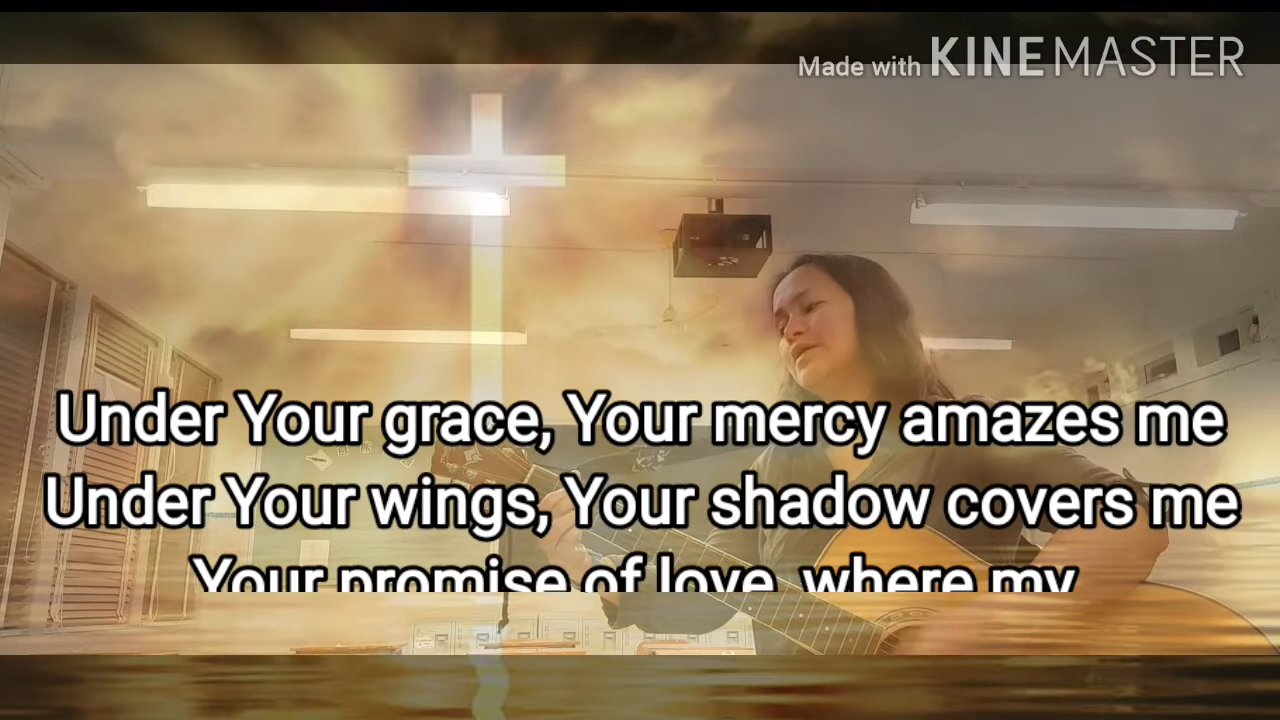 Made with KINEMASTER
Under Your grace, Your mercy amazes me
Under Your wings, Your shadow covers me
Your promise of love, where my